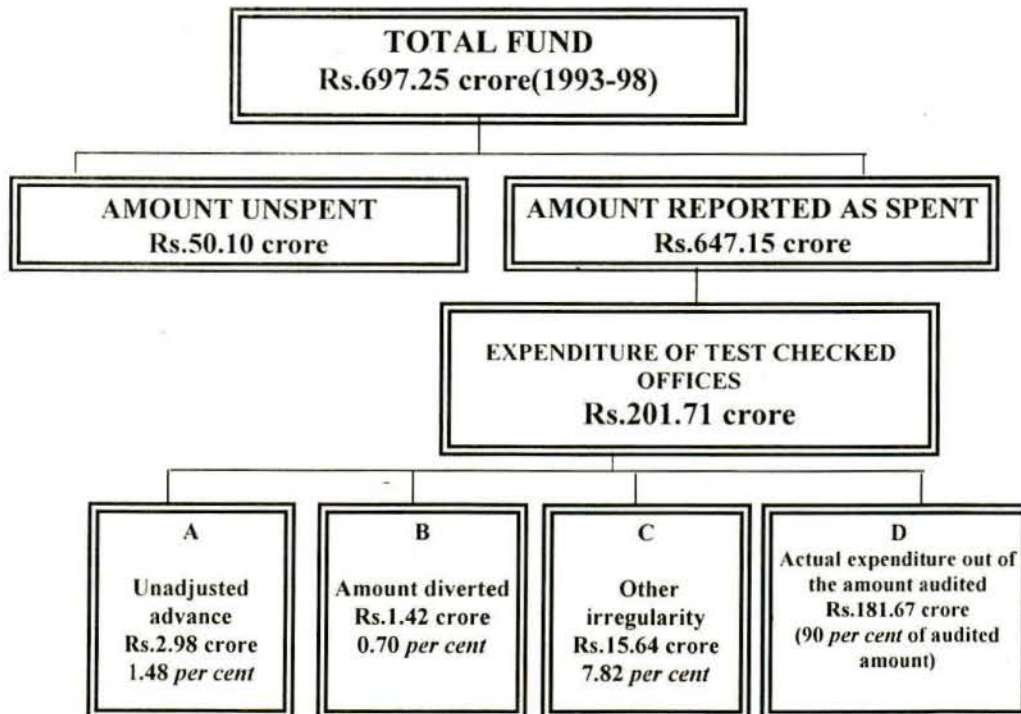 TOTAL FUND
Rs.697.25 crore(1993-98)
AMOUNT UNSPENT
Rs.50.10 crore
AMOUNT REPORTED AS SPENT
Rs.647.15 crore
EXPENDITURE OF TEST CHECKED
OFFICES
Rs.201.71 crore
A
Unadjusted
advance
Rs.2.98 crore
1.48 per cent
B
Amount diverted
Rs.1.42 crore
0.70 per cent
C
Other
irregularity
Rs.15.64 crore
7.82 per cent
D
Actual expenditure out of
the amount audited
Rs.181.67 crore
(90 per cent of audited
amount)